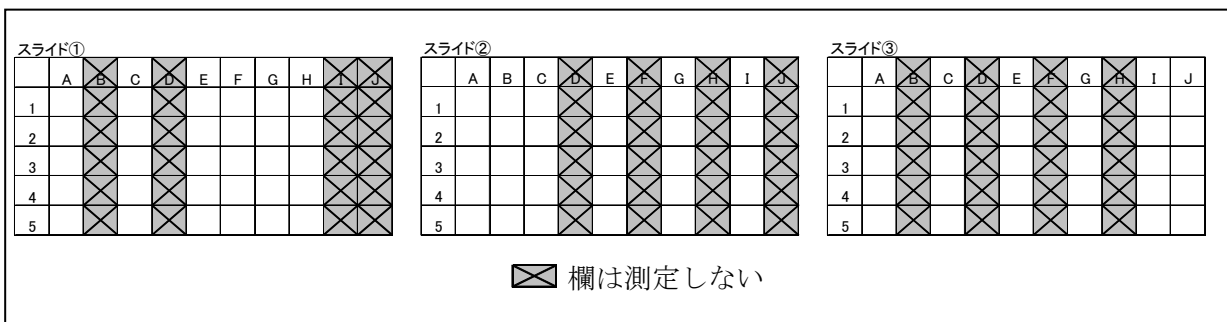 スライド① スライド② スライド③
A B C D E F G H I J A B C D E F G H I J A B C D E F G H I J
1 1 1
2 2 2
3 3 3
4 4 4
5 5 5
欄は測定しない